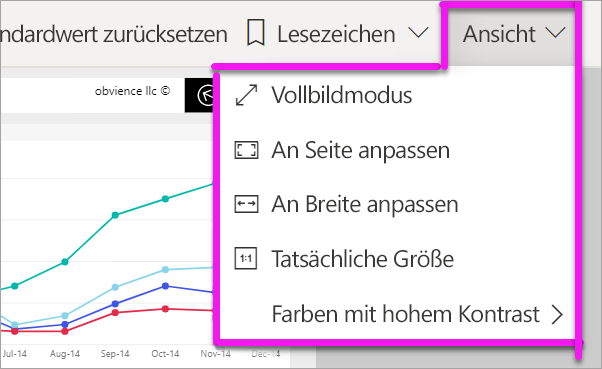 ndardwert zurücksetzen Lesezeichen Ansicht
obvience llc ©
Vollbildmodus
An Seite anpassen
An Breite anpassen
1:1 Tatsächliche Größe
Farben mit hohem Kontrast
Jul-14 Aug-14 Sep-14 Oct-14 Nov-14 Dec-14